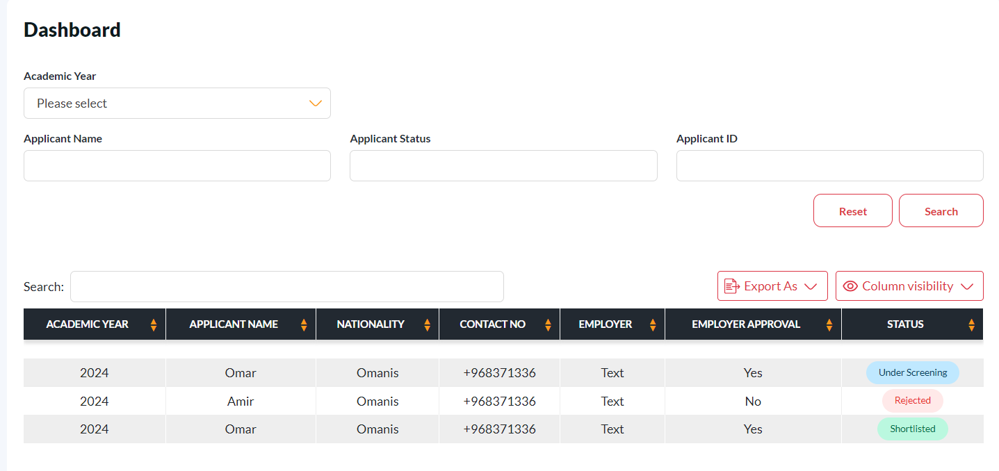 Dashboard
Academic Year
Please select
Applicant Name Applicant Status Applicant ID
Reset Search
Search: Export As Column visibility
ACADEMIC YEAR APPLICANT NAME NATIONALITY CONTACT NO EMPLOYER EMPLOYER APPROVAL STATUS
2024 Omar Omanis +968371336 Text Yes Under Screening
2024 Amir Omanis +968371336 Text No Rejected
2024 Omar Omanis +968371336 Text Yes Shortlisted